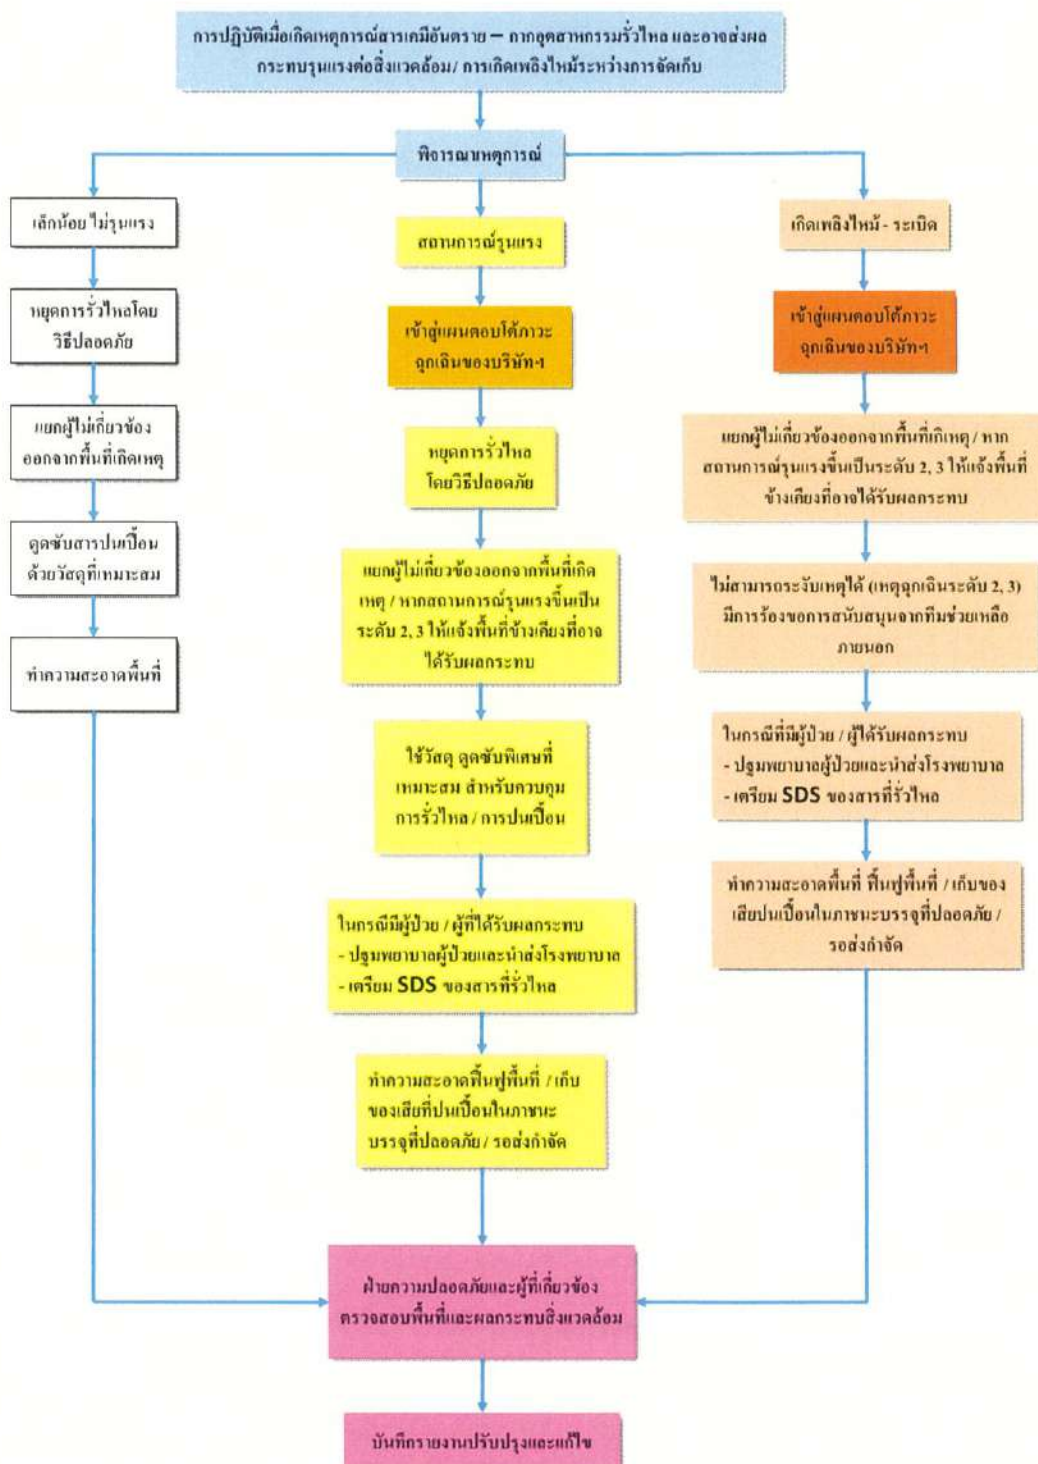 การปฏิบัติเมื่อเกิดเหตุการณ์สารเคมีอันตราย – กากอุตสาหกรรมรั่วไหล และอาจส่งผล
กระทบรุนแรงต่อสิ่งแวดล้อม/ การเกิดเพลิงไหม้ระหว่างการจัดเก็บ
พิจารณาเหตุการณ์
เล็กน้อย ไม่รุนแรง
หยุดการรั่วไหลโดย
วิธีปลอดภัย
แยกผู้ไม่เกี่ยวข้อง
ออกจากพื้นที่เกิดเหตุ
ดูดซับสารปนเปื้อน
ด้วยวัสดุที่เหมาะสม
ทำความสะอาดพื้นที่
สถานการณ์รุนแรง
เข้าสู่แผนตอบโต้ภาวะ
ฉุกเฉินของบริษัทฯ
หยุดการรั่วไหล
โดยวิธีปลอดภัย
แยกผู้ไม่เกี่ยวข้องออกจากพื้นที่เกิด
เหตุ / หากสถานการณ์รุนแรงขึ้นเป็น
ระดับ 2, 3 ให้แจ้งพื้นที่ข้างเคียงที่อาจ
ได้รับผลกระทบ
ใช้วัสดุ ดูดซับพิเศษที่
เหมาะสม สำหรับควบคุม
การรั่วไหล / การปนเปื้อน
ในกรณีมีผู้ป่วย / ผู้ที่ได้รับผลกระทบ
- ปฐมพยาบาลผู้ป่วยและนำส่งโรงพยาบาล
- เตรียม SDS ของสารที่รั่วไหล
ทำความสะอาดฟื้นฟูพื้นที่ / เก็บ
ของเสียที่ปนเปื้อนในภาชนะ
บรรจุที่ปลอดภัย / รอส่งกำจัด
เกิดเพลิงไหม้ - ระเบิด
เข้าสู่แผนตอบโต้ภาวะ
ฉุกเฉินของบริษัทฯ
แยกผู้ไม่เกี่ยวข้องออกจากพื้นที่เกิเหตุ / หาก
สถานการณ์รุนแรงขึ้นเป็นระดับ 2, 3 ให้แจ้งพื้นที่
ข้างเคียงที่อาจได้รับผลกระทบ
ไม่สามารถระงับเหตุได้ (เหตุฉุกเฉินระดับ 2, 3)
มีการร้องขอการสนับสนุนจากทีมช่วยเหลือ
ภายนอก
ในกรณีที่มีผู้ป่วย / ผู้ได้รับผลกระทบ
- ปฐมพยาบาลผู้ป่วยและนำส่งโรงพยาบาล
- เตรียม SDS ของสารที่รั่วไหล
ทำความสะอาดพื้นที่ ฟื้นฟูพื้นที่ / เก็บของ
เสียปนเปื้อนในภาชนะบรรจุที่ปลอดภัย /
รอส่งกำจัด
ฝ่ายความปลอดภัยและผู้ที่เกี่ยวข้อง
ตรวจสอบพื้นที่และผลกระทบสิ่งแวดล้อม
บันทึกรายงานปรับปรุงและแก้ไข